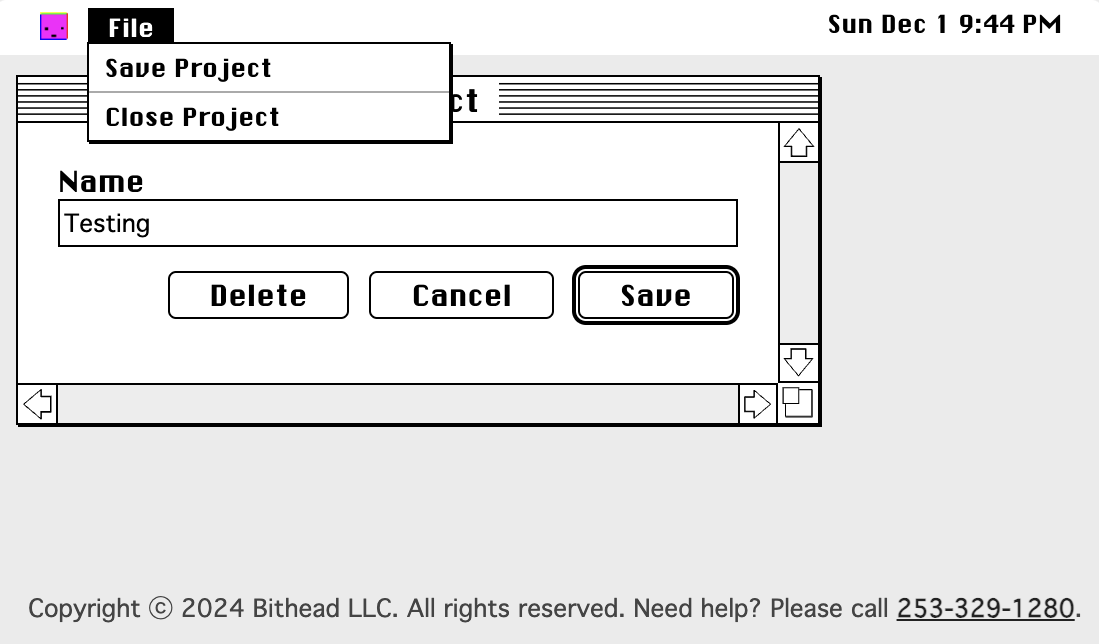 File
Sun Dec 1 9:44 PM
Save Project
Close Project
Name
Testing
Delete
Cancel
Save
Copyright © 2024 Bithead LLC. All rights reserved. Need help? Please call 253-329-1280.